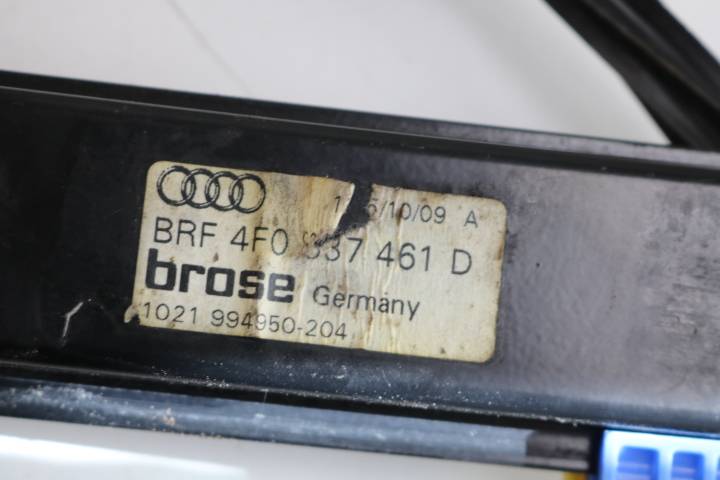 /10/09 A
BRF 4F0 837 461 D
brose Germany
1021 994950-204